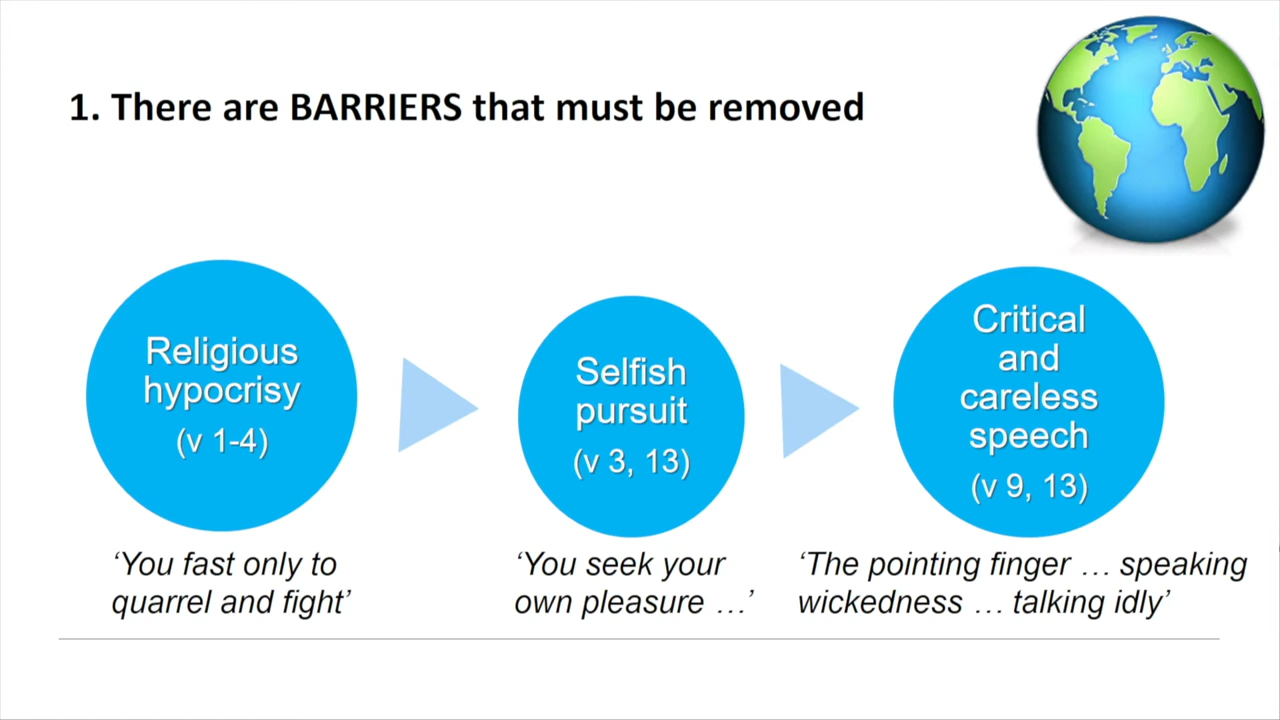 1. There are BARRIERS that must be removed
Religious
hypocrisy
(v 1-4)
Selfish
pursuit
(v 3, 13)
Critical
and
careless
speech
(v 9, 13)
‘You fast only to
quarrel and fight’
‘You seek your
own pleasure …’
‘The pointing finger … speaking
wickedness … talking idly’